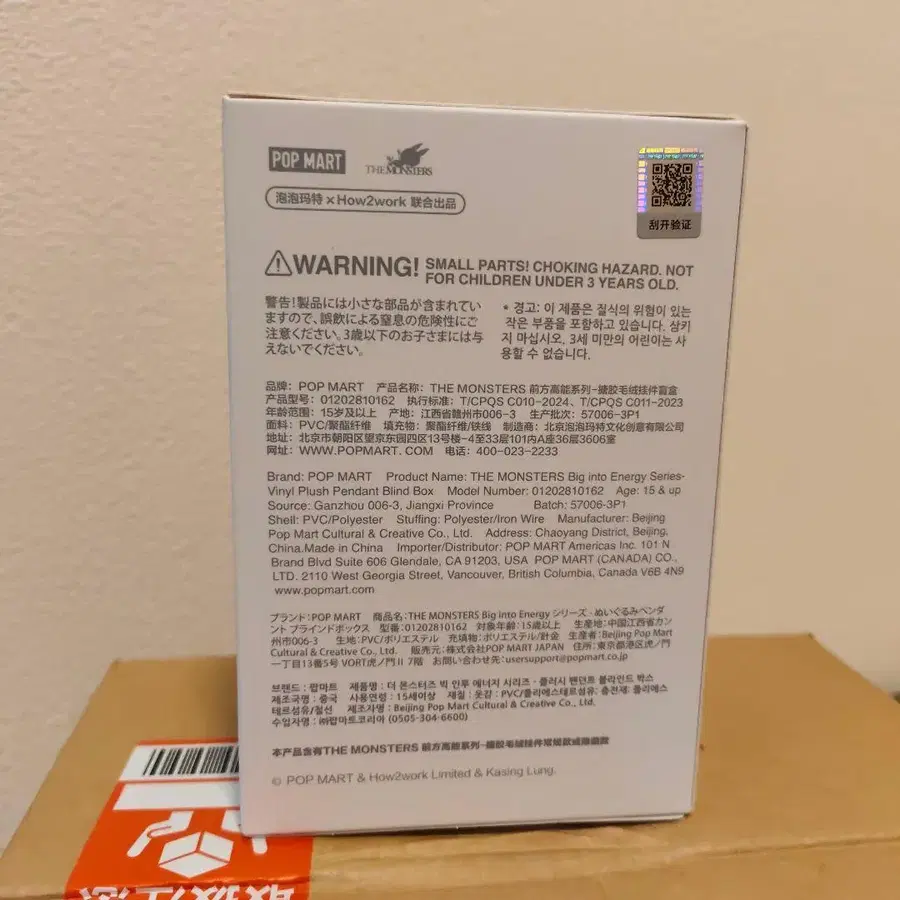 POP MART
THE MONSTERS
泡泡玛特 × How2work 联合出品
刮开验证
WARNING! SMALL PARTS! CHOKING HAZARD. NOT
FOR CHILDREN UNDER 3 YEARS OLD.
警告!製品には小さな部品が含まれてい
ますので、誤飲による窒息の危険性にご
注意ください。3歳以下のお子さまには与
えないでください。
* 경고: 이 제품은 질식의 위험이 있는
작은 부품을 포함하고 있습니다. 삼키
지 마십시오, 3세 미만의 어린이는 사
용할 수 없습니다.
品牌: POP MART 产品名称: THE MONSTERS 前方高能系列-搪胶毛绒挂件盲盒
产品型号: 01202810162 执行标准: T/CPQS C010-2024、T/CPQS C011-2023
年龄范围: 15岁及以上 产地: 江西省赣州市006-3 生产批次: 57006-3P1
面料: PVC/聚酯纤维 填充物: 聚酯纤维/铁线 制造商: 北京泡泡玛特文化创意有限公司
地址: 北京市朝阳区望京东园四区13号楼-4至33层101内A座36层3606室
网址: WWW.POPMART.COM 电话: 400-023-2233
Brand: POP MART Product Name: THE MONSTERS Big into Energy Series-
Vinyl Plush Pendant Blind Box Model Number: 01202810162 Age: 15 & up
Source: Ganzhou 006-3, Jiangxi Province Batch: 57006-3P1
Shell: PVC/Polyester Stuffing: Polyester/Iron Wire Manufacturer: Beijing
Pop Mart Cultural & Creative Co., Ltd. Address: Chaoyang District, Beijing,
China.Made in China Importer/Distributor: POP MART Americas Inc. 101 N
Brand Blvd Suite 606 Glendale, CA 91203, USA POP MART (CANADA) CO.,
LTD. 2110 West Georgia Street, Vancouver, British Columbia, Canada V6B 4N9
www.popmart.com
ブランド:POP MART 商品名:THE MONSTERS Big into Energy シリーズ - ぬいぐるみペンダ
ント ブラインドボックス 型番:01202810162 対象年齢:15歳以上 生産地:中国江西省カン
州市006-3 生地:PVC/ポリエステル 充填物:ポリエステル/針金 生産者:Beijing Pop Mart
Cultural & Creative Co., Ltd. 販売元:株式会社POP MART JAPAN 住所:東京都港区虎ノ門
一丁目13番5号 VORT虎ノ門II 7階 お問い合わせ先:usersupport@popmart.co.jp
브랜드 : 팝마트 제품명 : 더 몬스터즈 빅 인투 에너지 시리즈 - 플러시 팬던트 블라인드 박스
제조국명 : 중국 사용연령 : 15세이상 재질 : 옷감 : PVC/폴리에스테르섬유; 충전재: 폴리에스
테르섬유/철선 제조자명 : Beijing Pop Mart Cultural & Creative Co., Ltd.
수입자명 : ㈜팝마트코리아 (0505-304-6600)
本产品含有THE MONSTERS 前方高能系列-搪胶毛绒挂件常规款或隐藏款
© POP MART & How2work Limited & Kasing Lung.